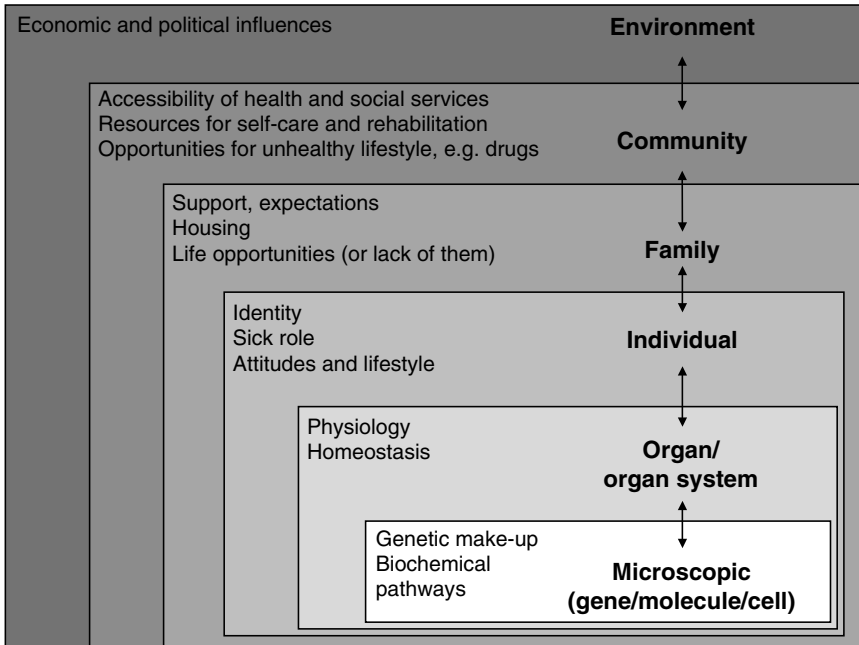 Economic and political influences
Environment
Accessibility of health and social services
Resources for self-care and rehabilitation
Opportunities for unhealthy lifestyle, e.g. drugs
Community
Support, expectations
Housing
Life opportunities (or lack of them)
Family
Identity
Sick role
Attitudes and lifestyle
Individual
Physiology
Homeostasis
Organ/
organ system
Genetic make-up
Biochemical
pathways
Microscopic
(gene/molecule/cell)